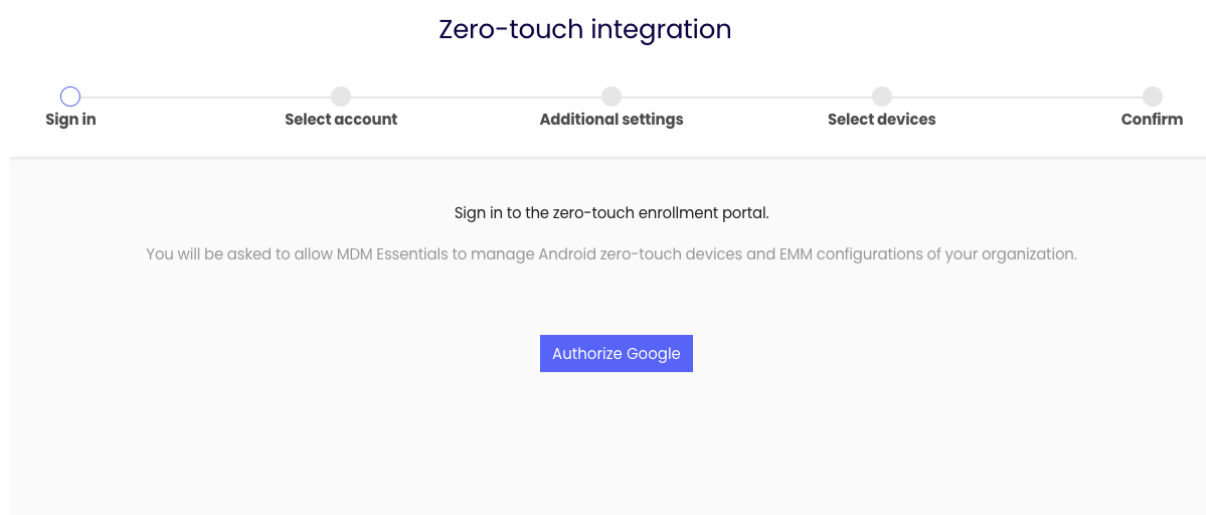 Zero-touch integration
Sign in
Select account
Additional settings
Select devices
Confirm
Sign in to the zero-touch enrollment portal.
You will be asked to allow MDM Essentials to manage Android zero-touch devices and EMM configurations of your organization.
Authorize Google